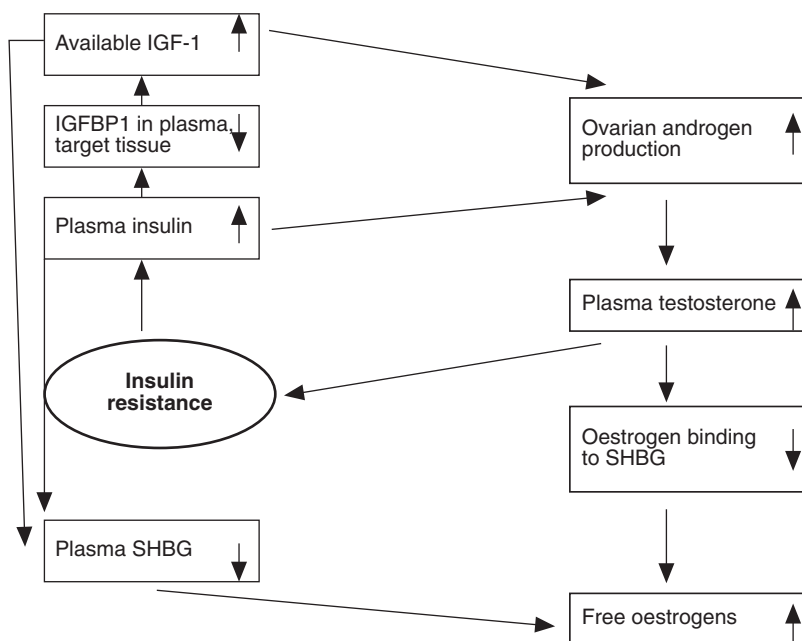 Available IGF-1
IGFBP1 in plasma,
target tissue
Plasma insulin
Insulin
resistance
Plasma SHBG
Ovarian androgen
production
Plasma testosterone
Oestrogen binding
to SHBG
Free oestrogens